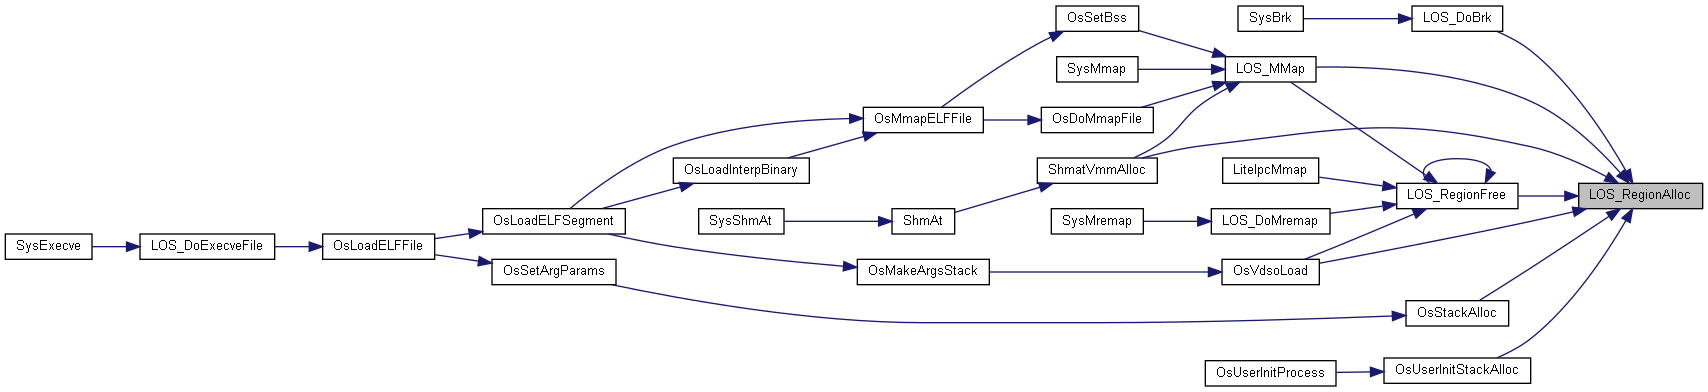 OsSetBss
SysBrk
LOS_DoBrk
SysMmap
LOS_MMap
OsMmapELFFile
OsDoMmapFile
OsLoadInterpBinary
ShmatVmmAlloc
LiteIpcMmap
LOS_RegionFree
LOS_RegionAlloc
OsLoadELFSegment
SysShmAt
ShmAt
SysMremap
LOS_DoMremap
SysExecve
LOS_DoExecveFile
OsLoadELFFile
OsSetArgParams
OsMakeArgsStack
OsVdsoLoad
OsStackAlloc
OsUserInitProcess
OsUserInitStackAlloc